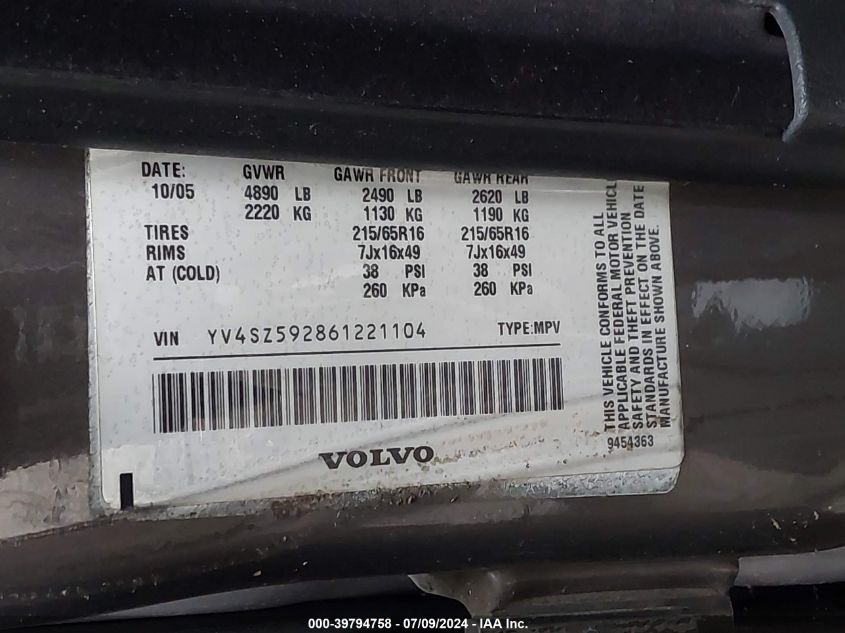 DATE: GVWR GAWR FRONT GAWR REAR
10/05 4890 LB 2490 LB 2620 LB
2220 KG 1130 KG 1190 KG
TIRES 215/65R16 215/65R16
RIMS 7Jx16x49 7Jx16x49
AT (COLD) 38 PSI 38 PSI
260 KPa 260 KPa
VIN YV4SZ592861221104 TYPE:MPV
VOLVO
THIS VEHICLE CONFORMS TO ALL
APPLICABLE FEDERAL MOTOR VEHICLE
SAFETY AND THEFT PREVENTION
STANDARDS IN EFFECT ON THE DATE
MANUFACTURE SHOWN ABOVE.
9454363
000-39794758 / 07/09/2024 - IAA Inc.